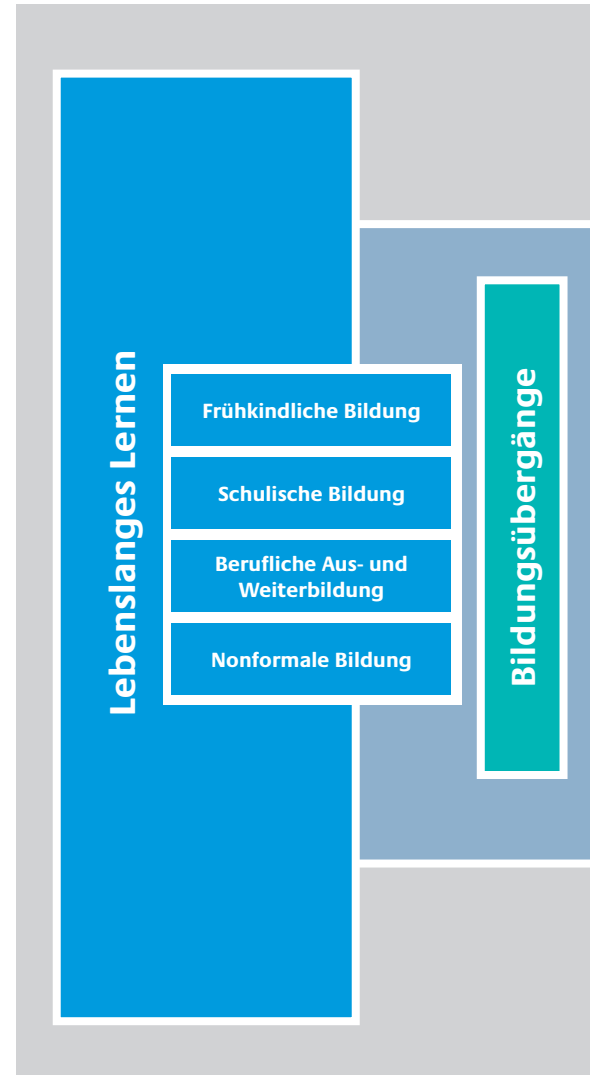 Lebenslanges Lernen
Frühkindliche Bildung
Schulische Bildung
Berufliche Aus- und
Weiterbildung
Nonformale Bildung
Bildungsübergänge